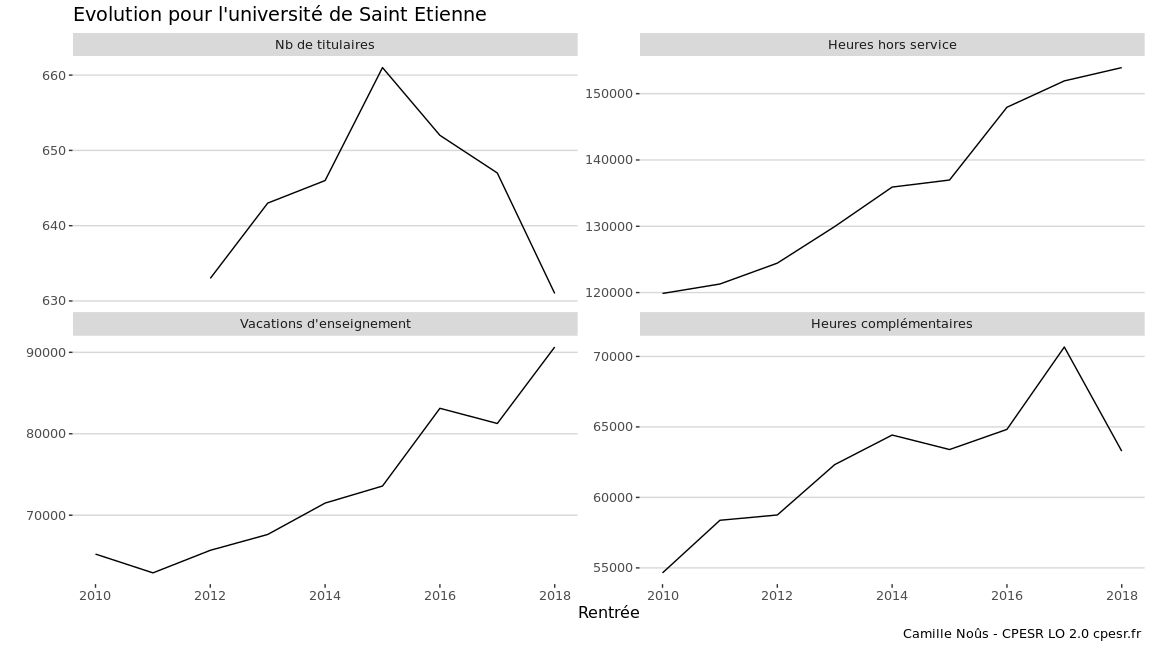 Evolution pour l'université de Saint Etienne
Nb de titulaires
Heures hors service
660
650
640
630
150000
140000
130000
120000
Vacations d'enseignement
Heures complémentaires
90000
80000
70000
70000
65000
60000
55000
2010 2012 2014 2016 2018
2010 2012 2014 2016 2018
Rentrée
Camille Noûs - CPESR LO 2.0 cpesr.fr